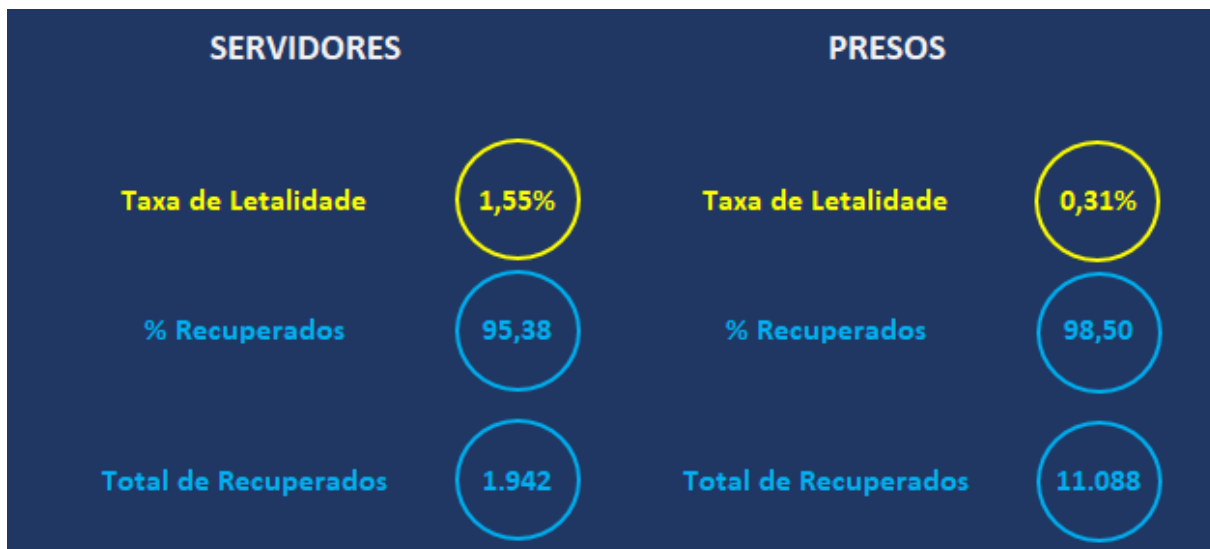 SERVIDORES
PRESOS
Taxa de Letalidade
1,55%
Taxa de Letalidade
0,31%
% Recuperados
95,38
% Recuperados
98,50
Total de Recuperados
1.942
Total de Recuperados
11.088